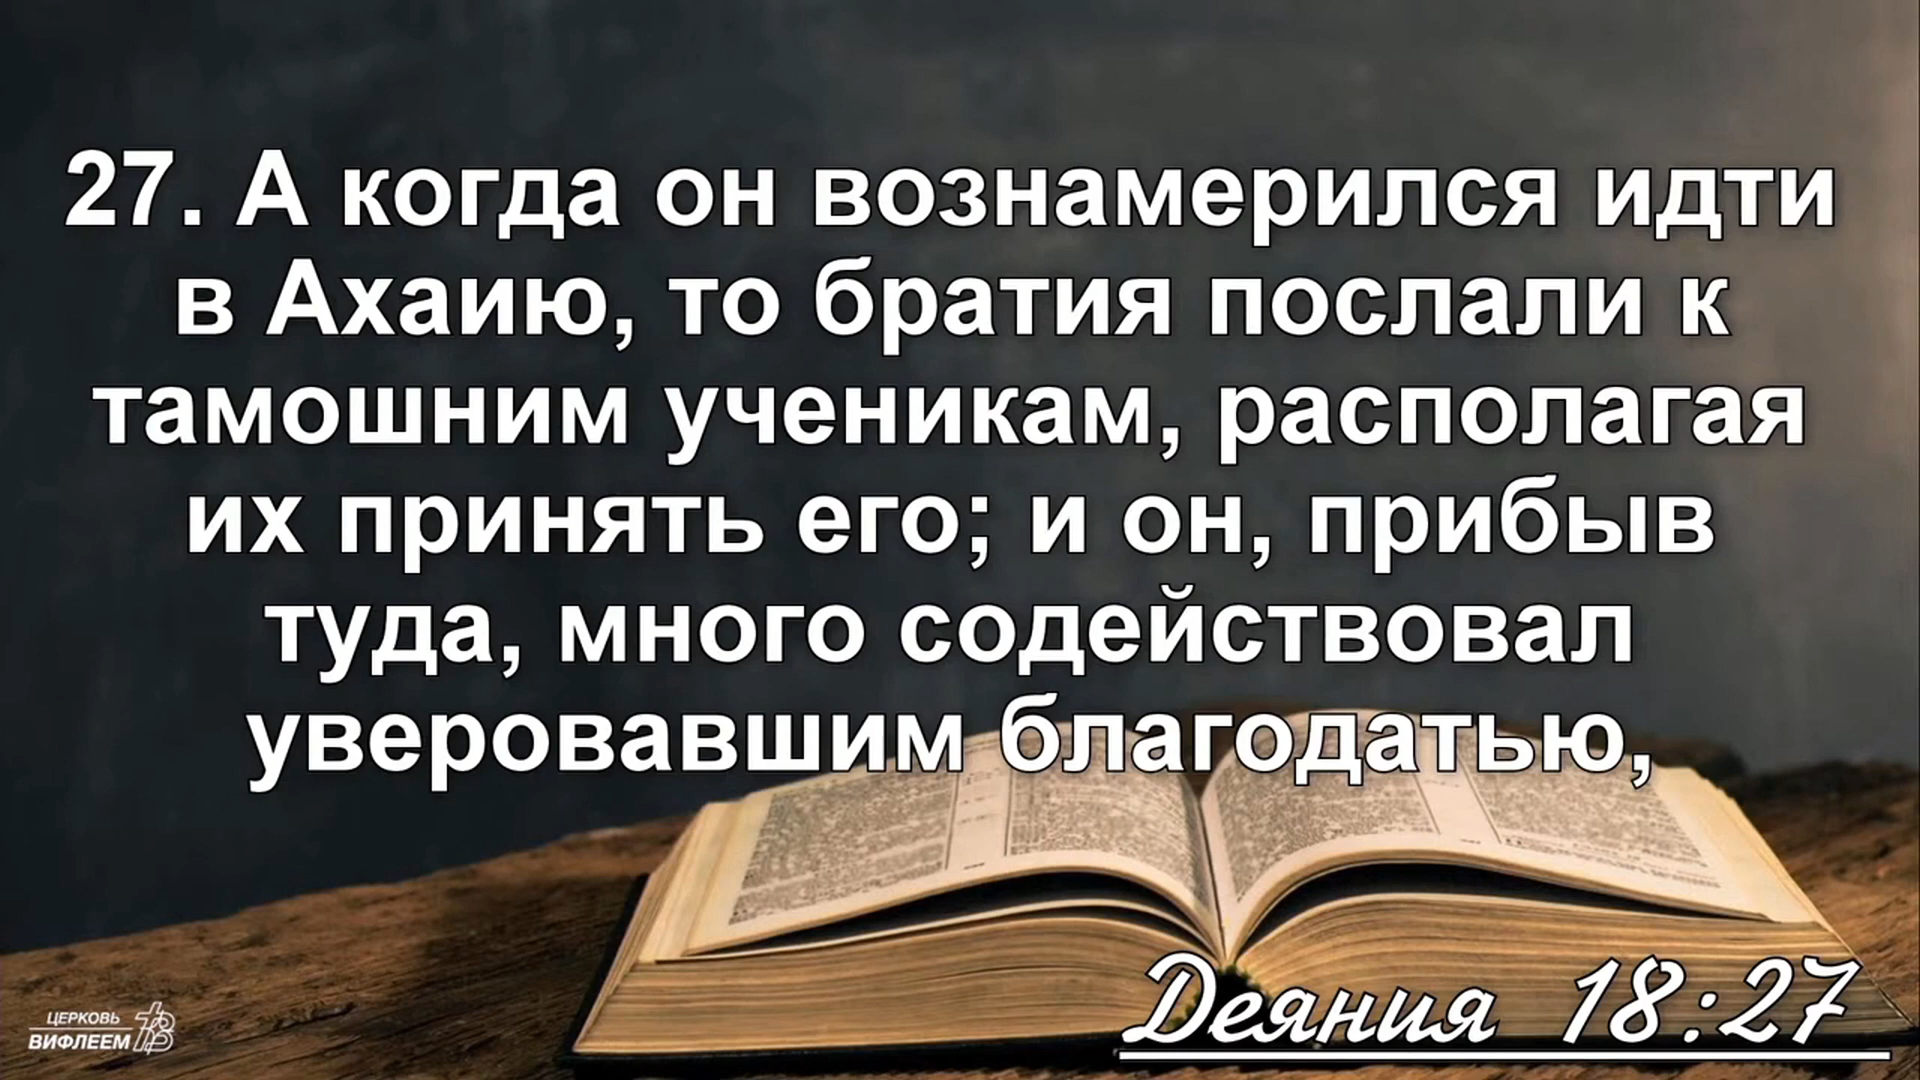 27. А когда он вознамерился идти
в Ахаию, то братия послали к
тамошним ученикам, располагая
их принять его; и он, прибыв
туда, много содействовал
уверовавшим благодатью,
Деяния 18:27
ЦЕРКОВЬ
ВИФЛЕЕМ